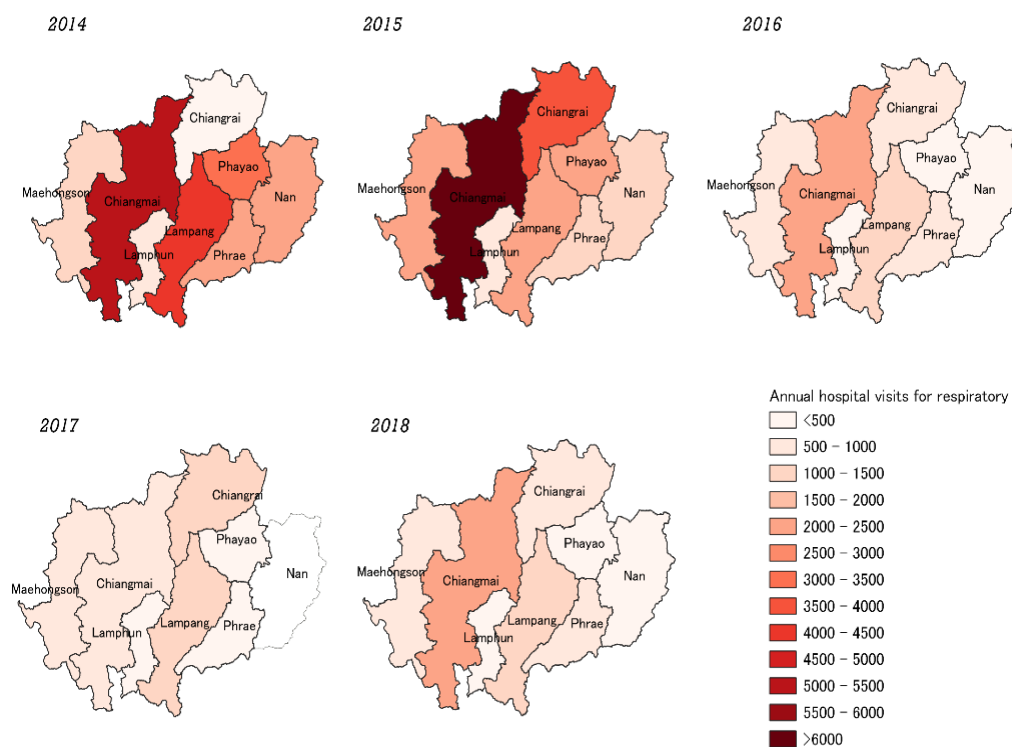 2014
2015
2016
Chiangrai
Phayao
Maehongson
Chiangmai
Nan
Lampang
Lamphun
Phrae
Chiangrai
Phayao
Maehongson
Nan
Chiangmai
Lampang
Phrae
Lamphun
Chiangrai
Phayao
Maehongson
Chiangmai
Nan
Lampang
Phrae
Lamphun
2017
2018
Chiangrai
Phayao
Nan
Chiangmai
Maehongson
Lampang
Phrae
Lamphun
Chiangrai
Phayao
Maehongson
Chiangmai
Nan
Lamphun
Lampang
Phrae
Annual hospital visits for respiratory
<500
500 - 1000
1000 - 1500
1500 - 2000
2000 - 2500
2500 - 3000
3000 - 3500
3500 - 4000
4000 - 4500
4500 - 5000
5000 - 5500
5500 - 6000
>6000